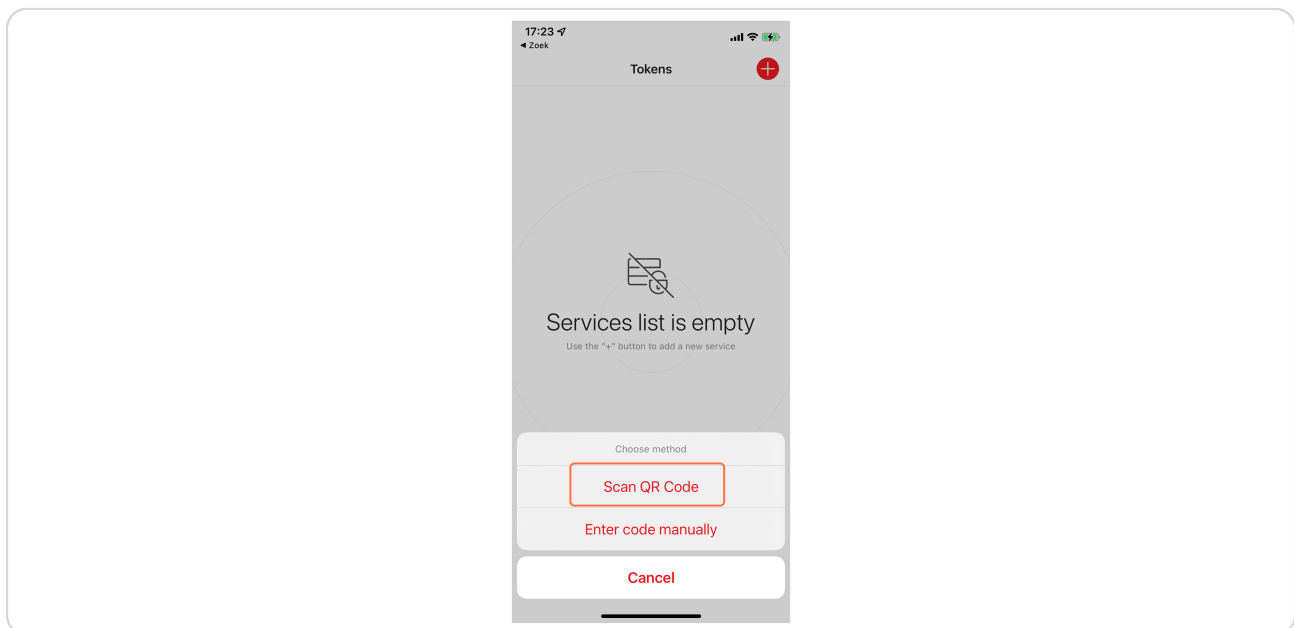 17:23
◀ Zoek
Tokens
Services list is empty
Use the "+" button to add a new service
Choose method
Scan QR Code
Enter code manually
Cancel